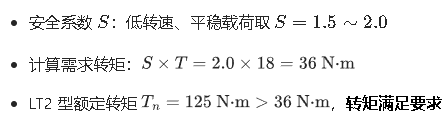 • 安全系数 S：低转速、平稳载荷取 S = 1.5 ∼ 2.0
• 计算需求转矩：S × T = 2.0 × 18 = 36 N·m
• LT2 型额定转矩 Tₙ = 125 N·m > 36 N·m，转矩满足要求